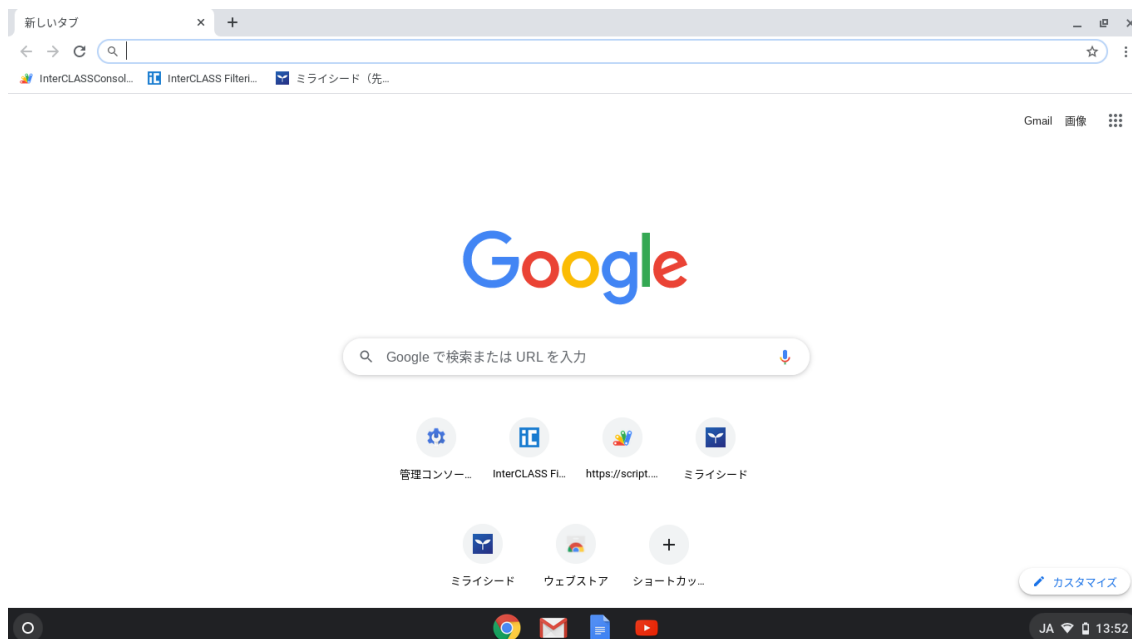 新しいタブ
InterCLASSConsol...
InterCLASS Filteri...
ミライシード（先...
Gmail
画像
Google
Google で検索または URL を入力
管理コンソー...
InterCLASS Fi...
https://script....
ミライシード
ミライシード
ウェブストア
ショートカッ...
カスタマイズ
JA
13:52